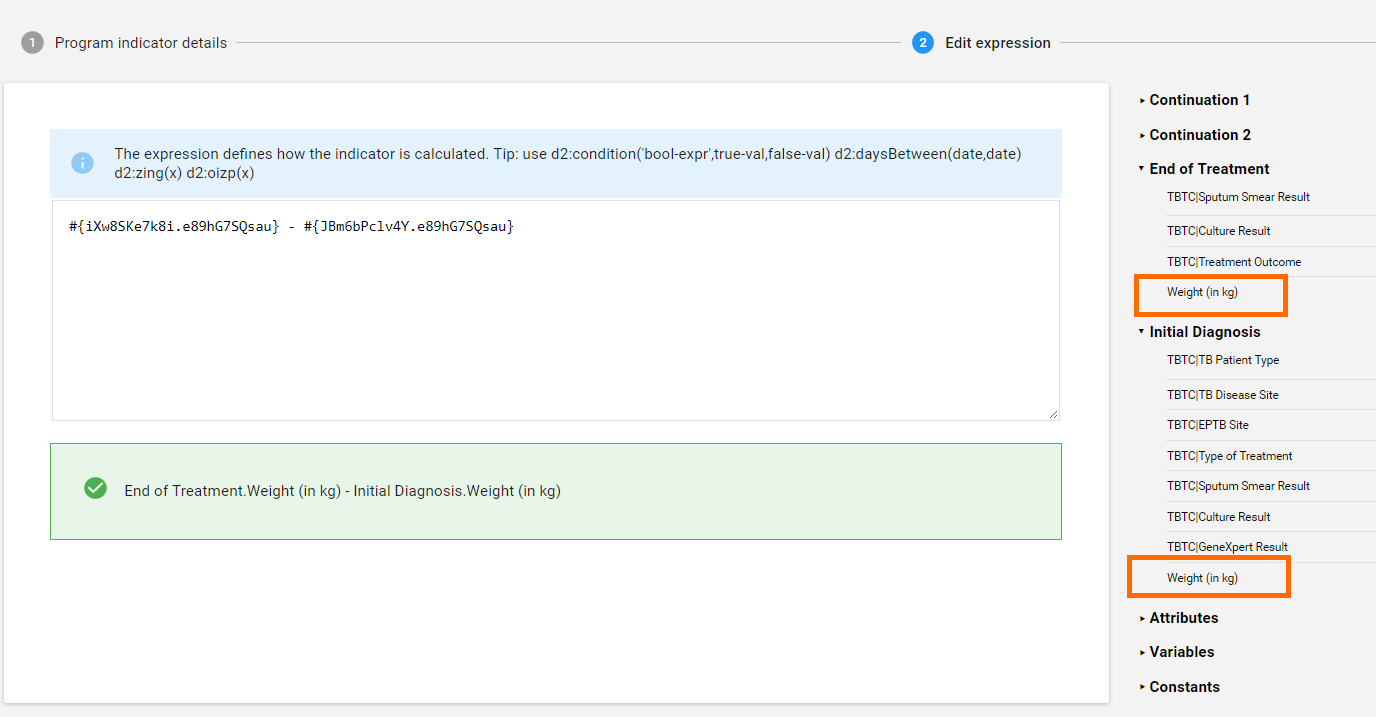 1 Program indicator details
2 Edit expression
The expression defines how the indicator is calculated. Tip: use d2:condition('bool-expr',true-val,false-val) d2:daysBetween(date,date)
d2:zing(x) d2:oizp(x)
#{iXw8SKe7k8i.e89hG7SQsau} - #{JBm6bPclv4Y.e89hG7SQsau}
End of Treatment.Weight (in kg) - Initial Diagnosis.Weight (in kg)
Continuation 1
Continuation 2
End of Treatment
TBTC|Sputum Smear Result
TBTC|Culture Result
TBTC|Treatment Outcome
Weight (in kg)
Initial Diagnosis
TBTC|TB Patient Type
TBTC|TB Disease Site
TBTC|EPTB Site
TBTC|Type of Treatment
TBTC|Sputum Smear Result
TBTC|Culture Result
TBTC|GeneXpert Result
Weight (in kg)
Attributes
Variables
Constants